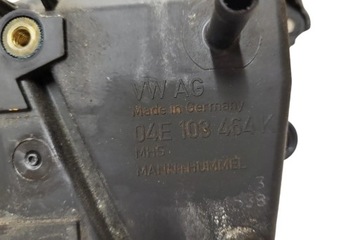 VW AG
Made in Germany
04E 103 464 K
MANN+HUMMEL